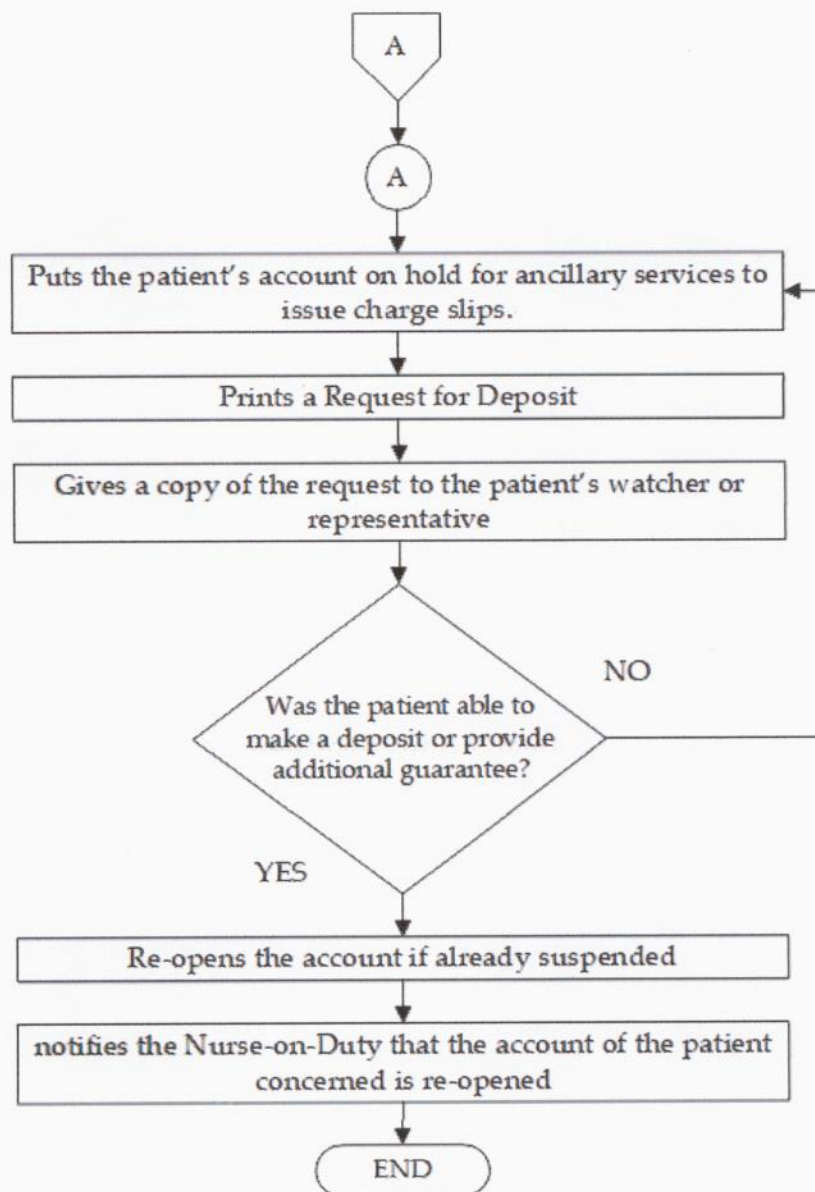 A
A
Puts the patient's account on hold for ancillary services to
issue charge slips.
Prints a Request for Deposit
Gives a copy of the request to the patient's watcher or
representative
NO
Was the patient able to
make a deposit or provide
additional guarantee?
YES
Re-opens the account if already suspended
notifies the Nurse-on-Duty that the account of the patient
concerned is re-opened
END